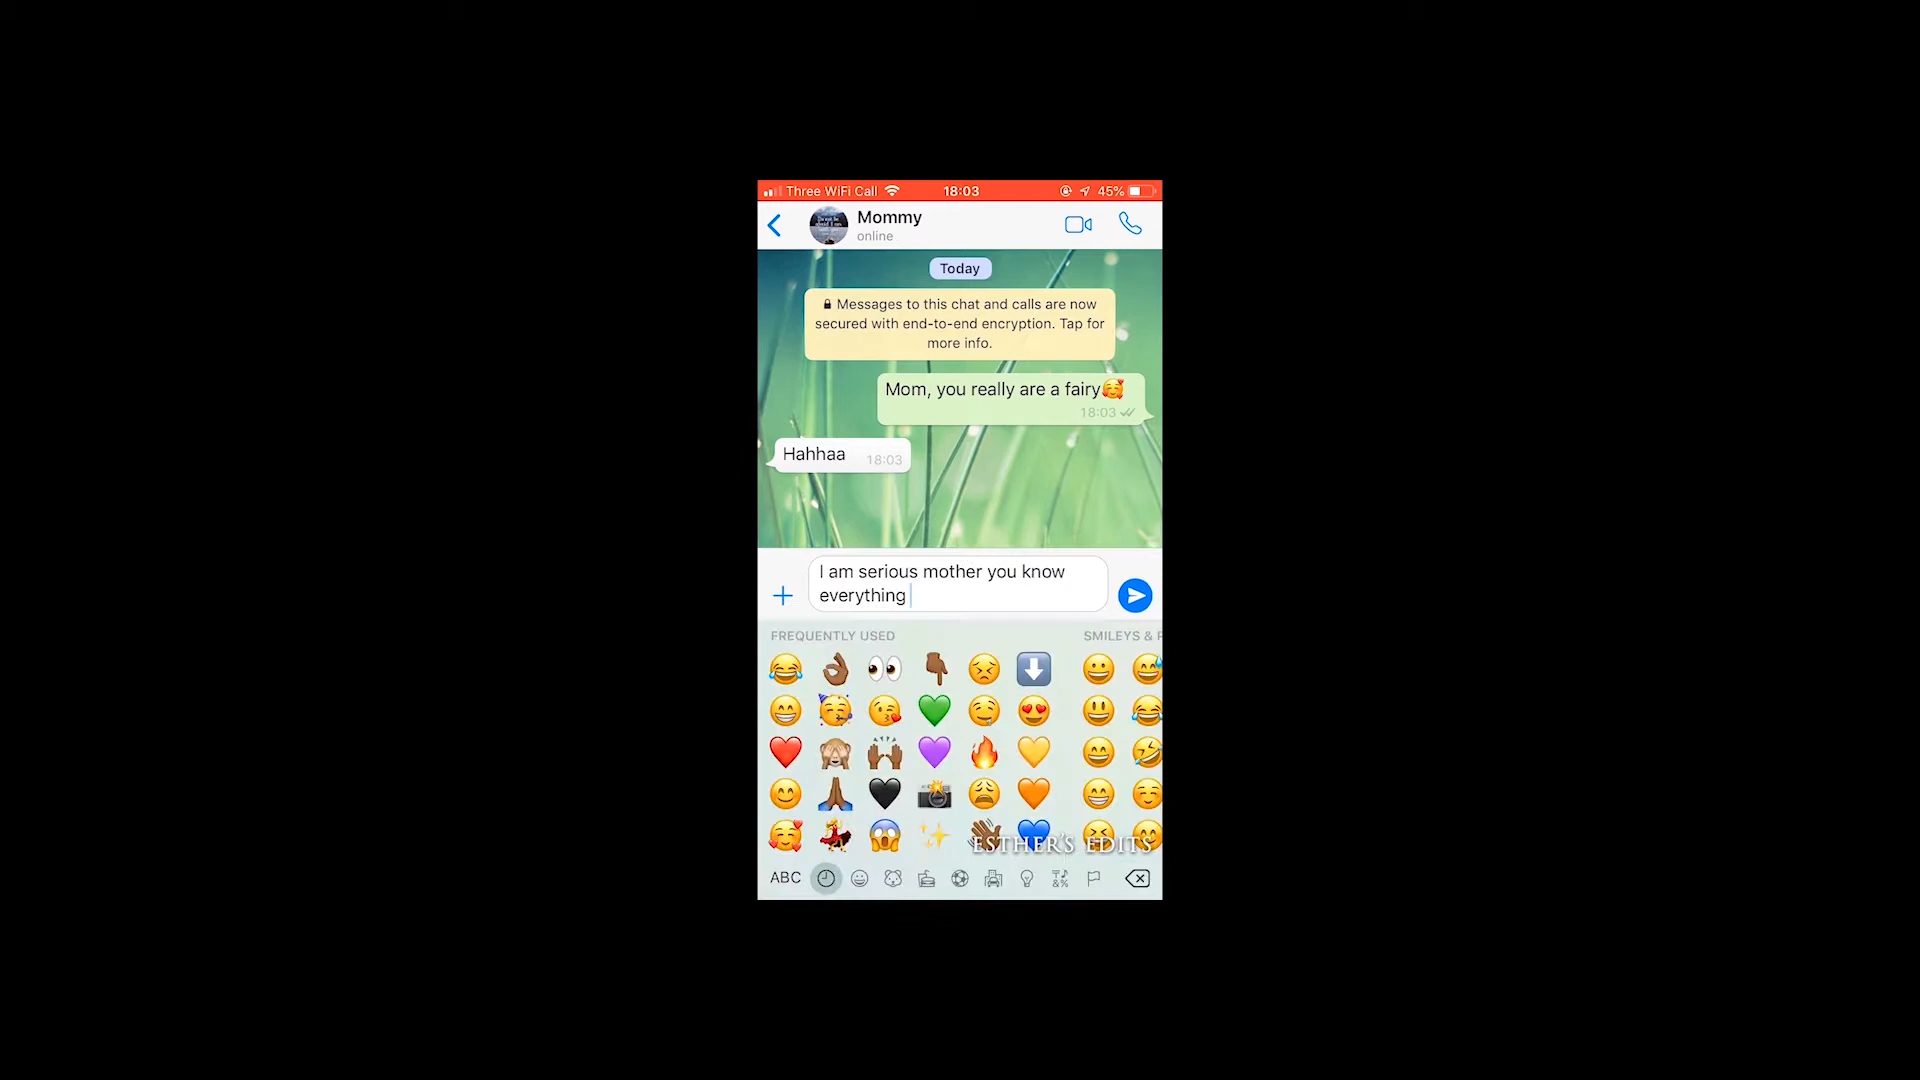 Three WiFi Call 18:03 45%
Mommy
online
Today
Messages to this chat and calls are now
secured with end-to-end encryption. Tap for
more info.
Mom, you really are a fairy🥰
18:03
Hahhaa 18:03
I am serious mother you know
everything
FREQUENTLY USED SMILEYS & P
ESTHER'S EDITS
ABC